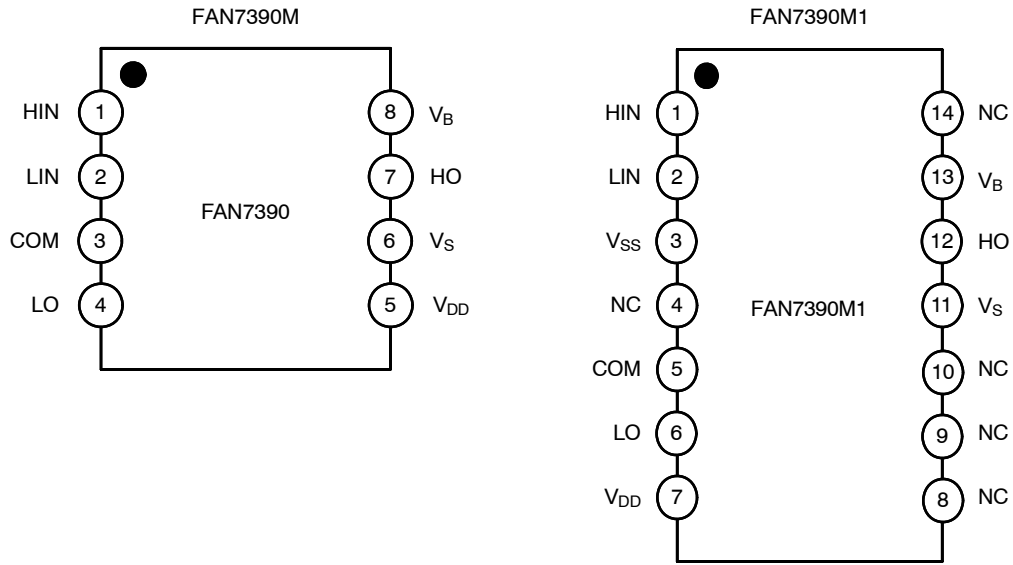 FAN7390M
HIN 1 8 VB
LIN 2 7 HO
FAN7390
COM 3 6 VS
LO 4 5 VDD
FAN7390M1
HIN 1 14 NC
LIN 2 13 VB
VSS 3 12 HO
NC 4 11 VS
FAN7390M1
COM 5 10 NC
LO 6 9 NC
VDD 7 8 NC